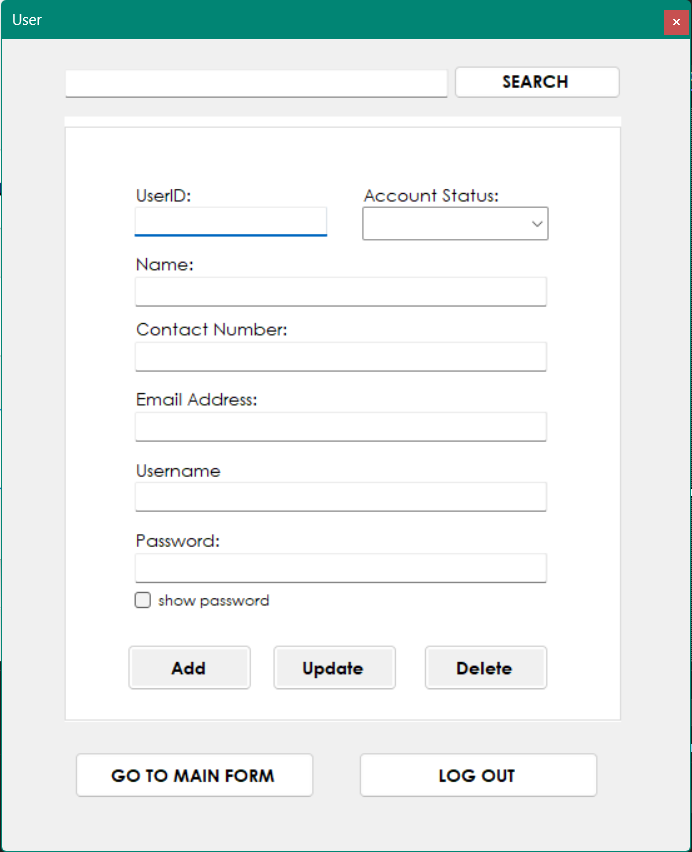 User
SEARCH
UserID: Account Status:
Name:
Contact Number:
Email Address:
Username
Password:
show password
Add Update Delete
GO TO MAIN FORM LOG OUT